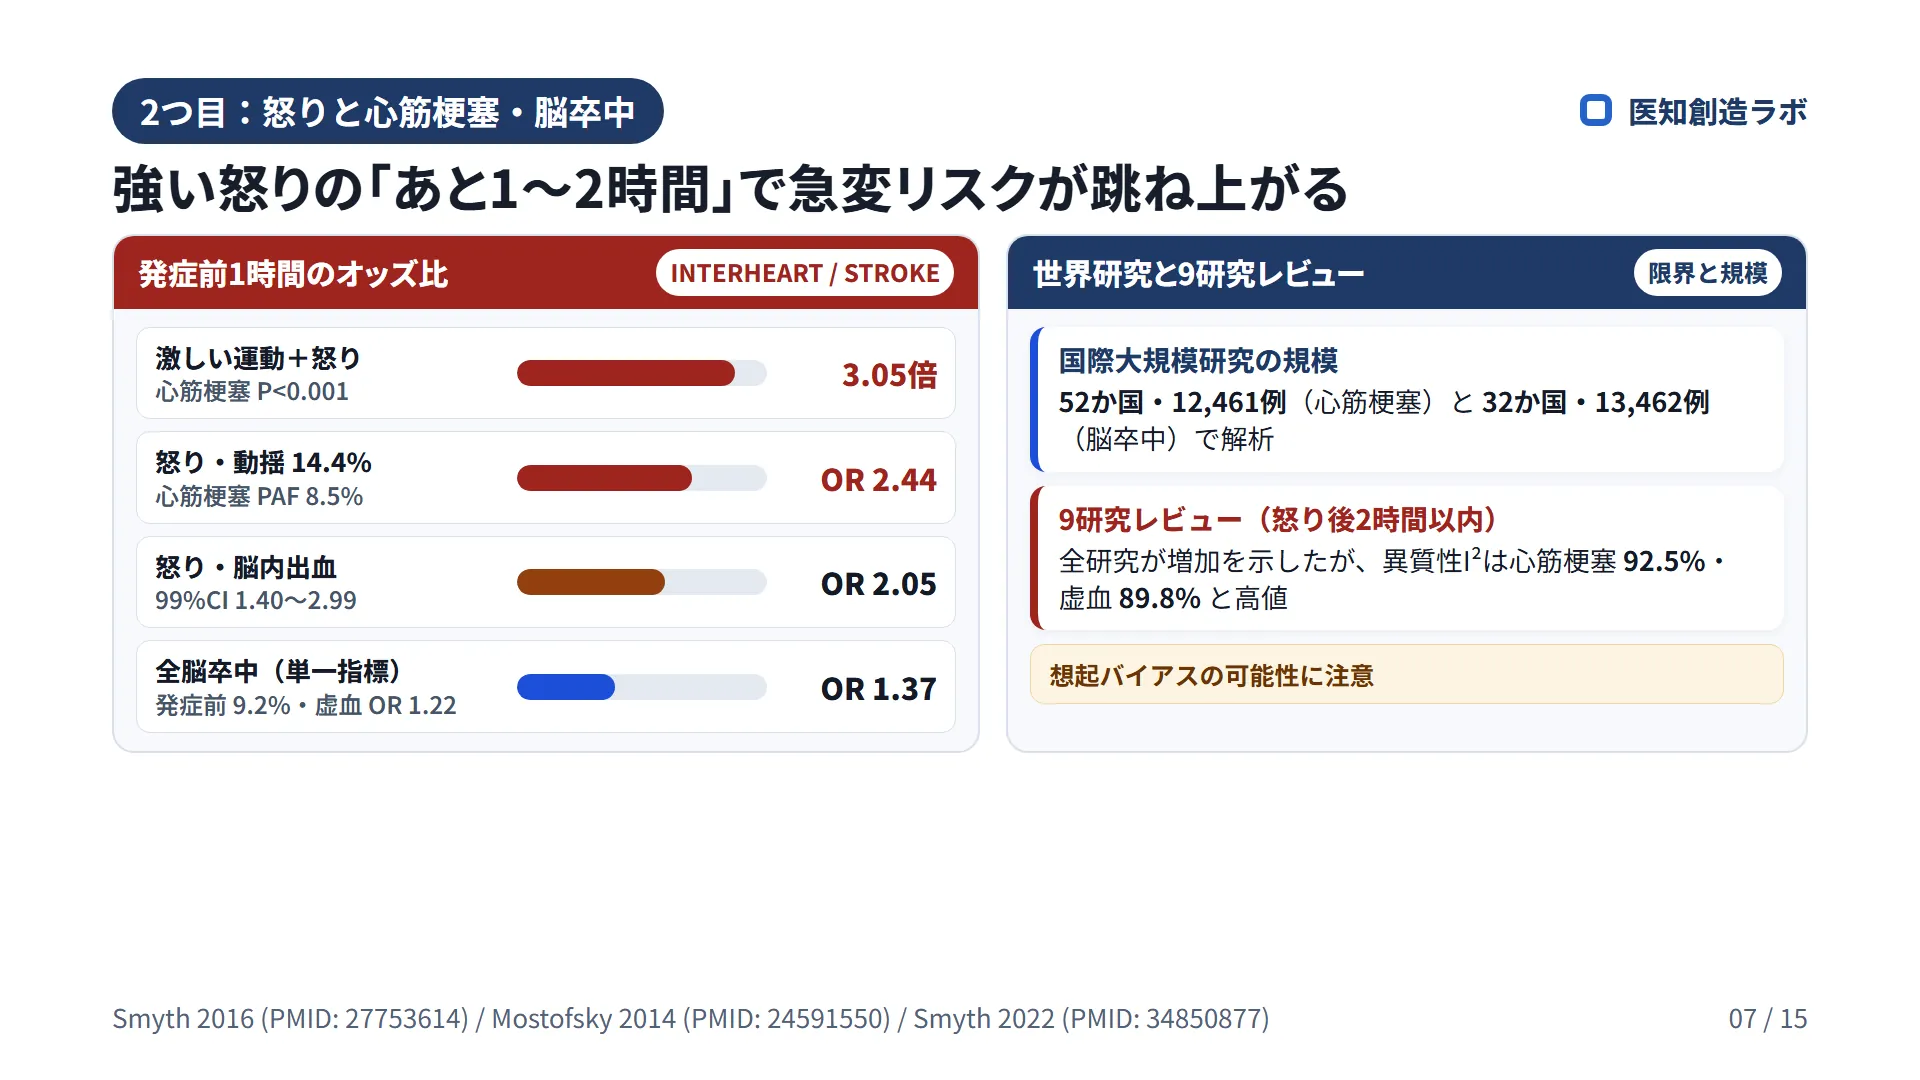 2つ目：怒りと心筋梗塞・脳卒中
医知創造ラボ
強い怒りの「あと1〜2時間」で急変リスクが跳ね上がる
発症前1時間のオッズ比
INTERHEART / STROKE
激しい運動＋怒り
心筋梗塞 P<0.001
3.05倍
怒り・動揺 14.4%
心筋梗塞 PAF 8.5%
OR 2.44
怒り・脳内出血
99%CI 1.40〜2.99
OR 2.05
全脳卒中（単一指標）
発症前 9.2%・虚血 OR 1.22
OR 1.37
世界研究と9研究レビュー
限界と規模
国際大規模研究の規模
52か国・12,461例（心筋梗塞）と 32か国・13,462例
（脳卒中）で解析
9研究レビュー（怒り後2時間以内）
全研究が増加を示したが、異質性I²は心筋梗塞 92.5%・
虚血 89.8% と高値
想起バイアスの可能性に注意
Smyth 2016 (PMID: 27753614) / Mostofsky 2014 (PMID: 24591550) / Smyth 2022 (PMID: 34850877)
07 / 15